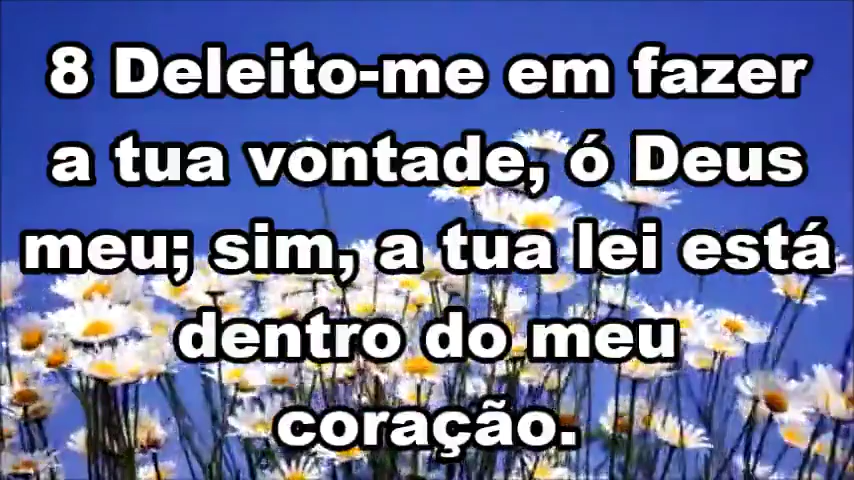 8 Deleito-me em fazer
a tua vontade, ó Deus
meu; sim, a tua lei está
dentro do meu
coração.